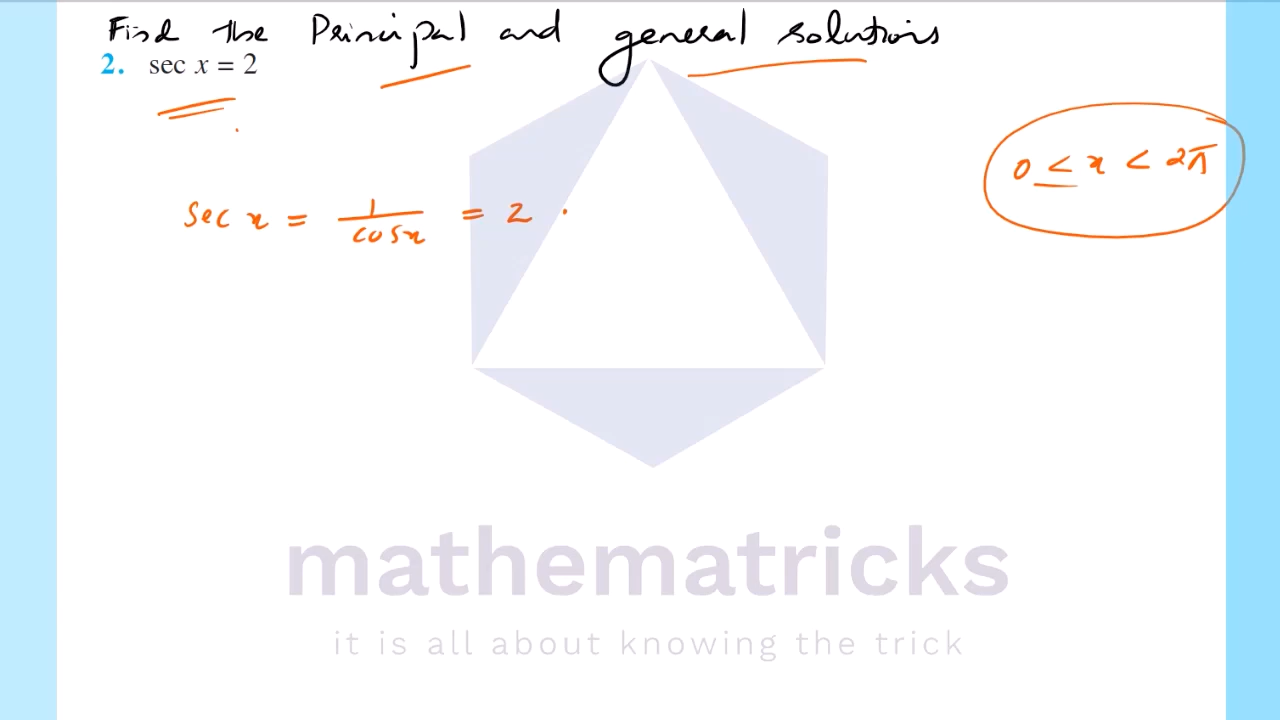 Find the Principal and general solutions
2. sec x = 2
0 ≤ x < 2π
sec x = 1/cosx = 2 .
mathematricks
it is all about knowing the trick